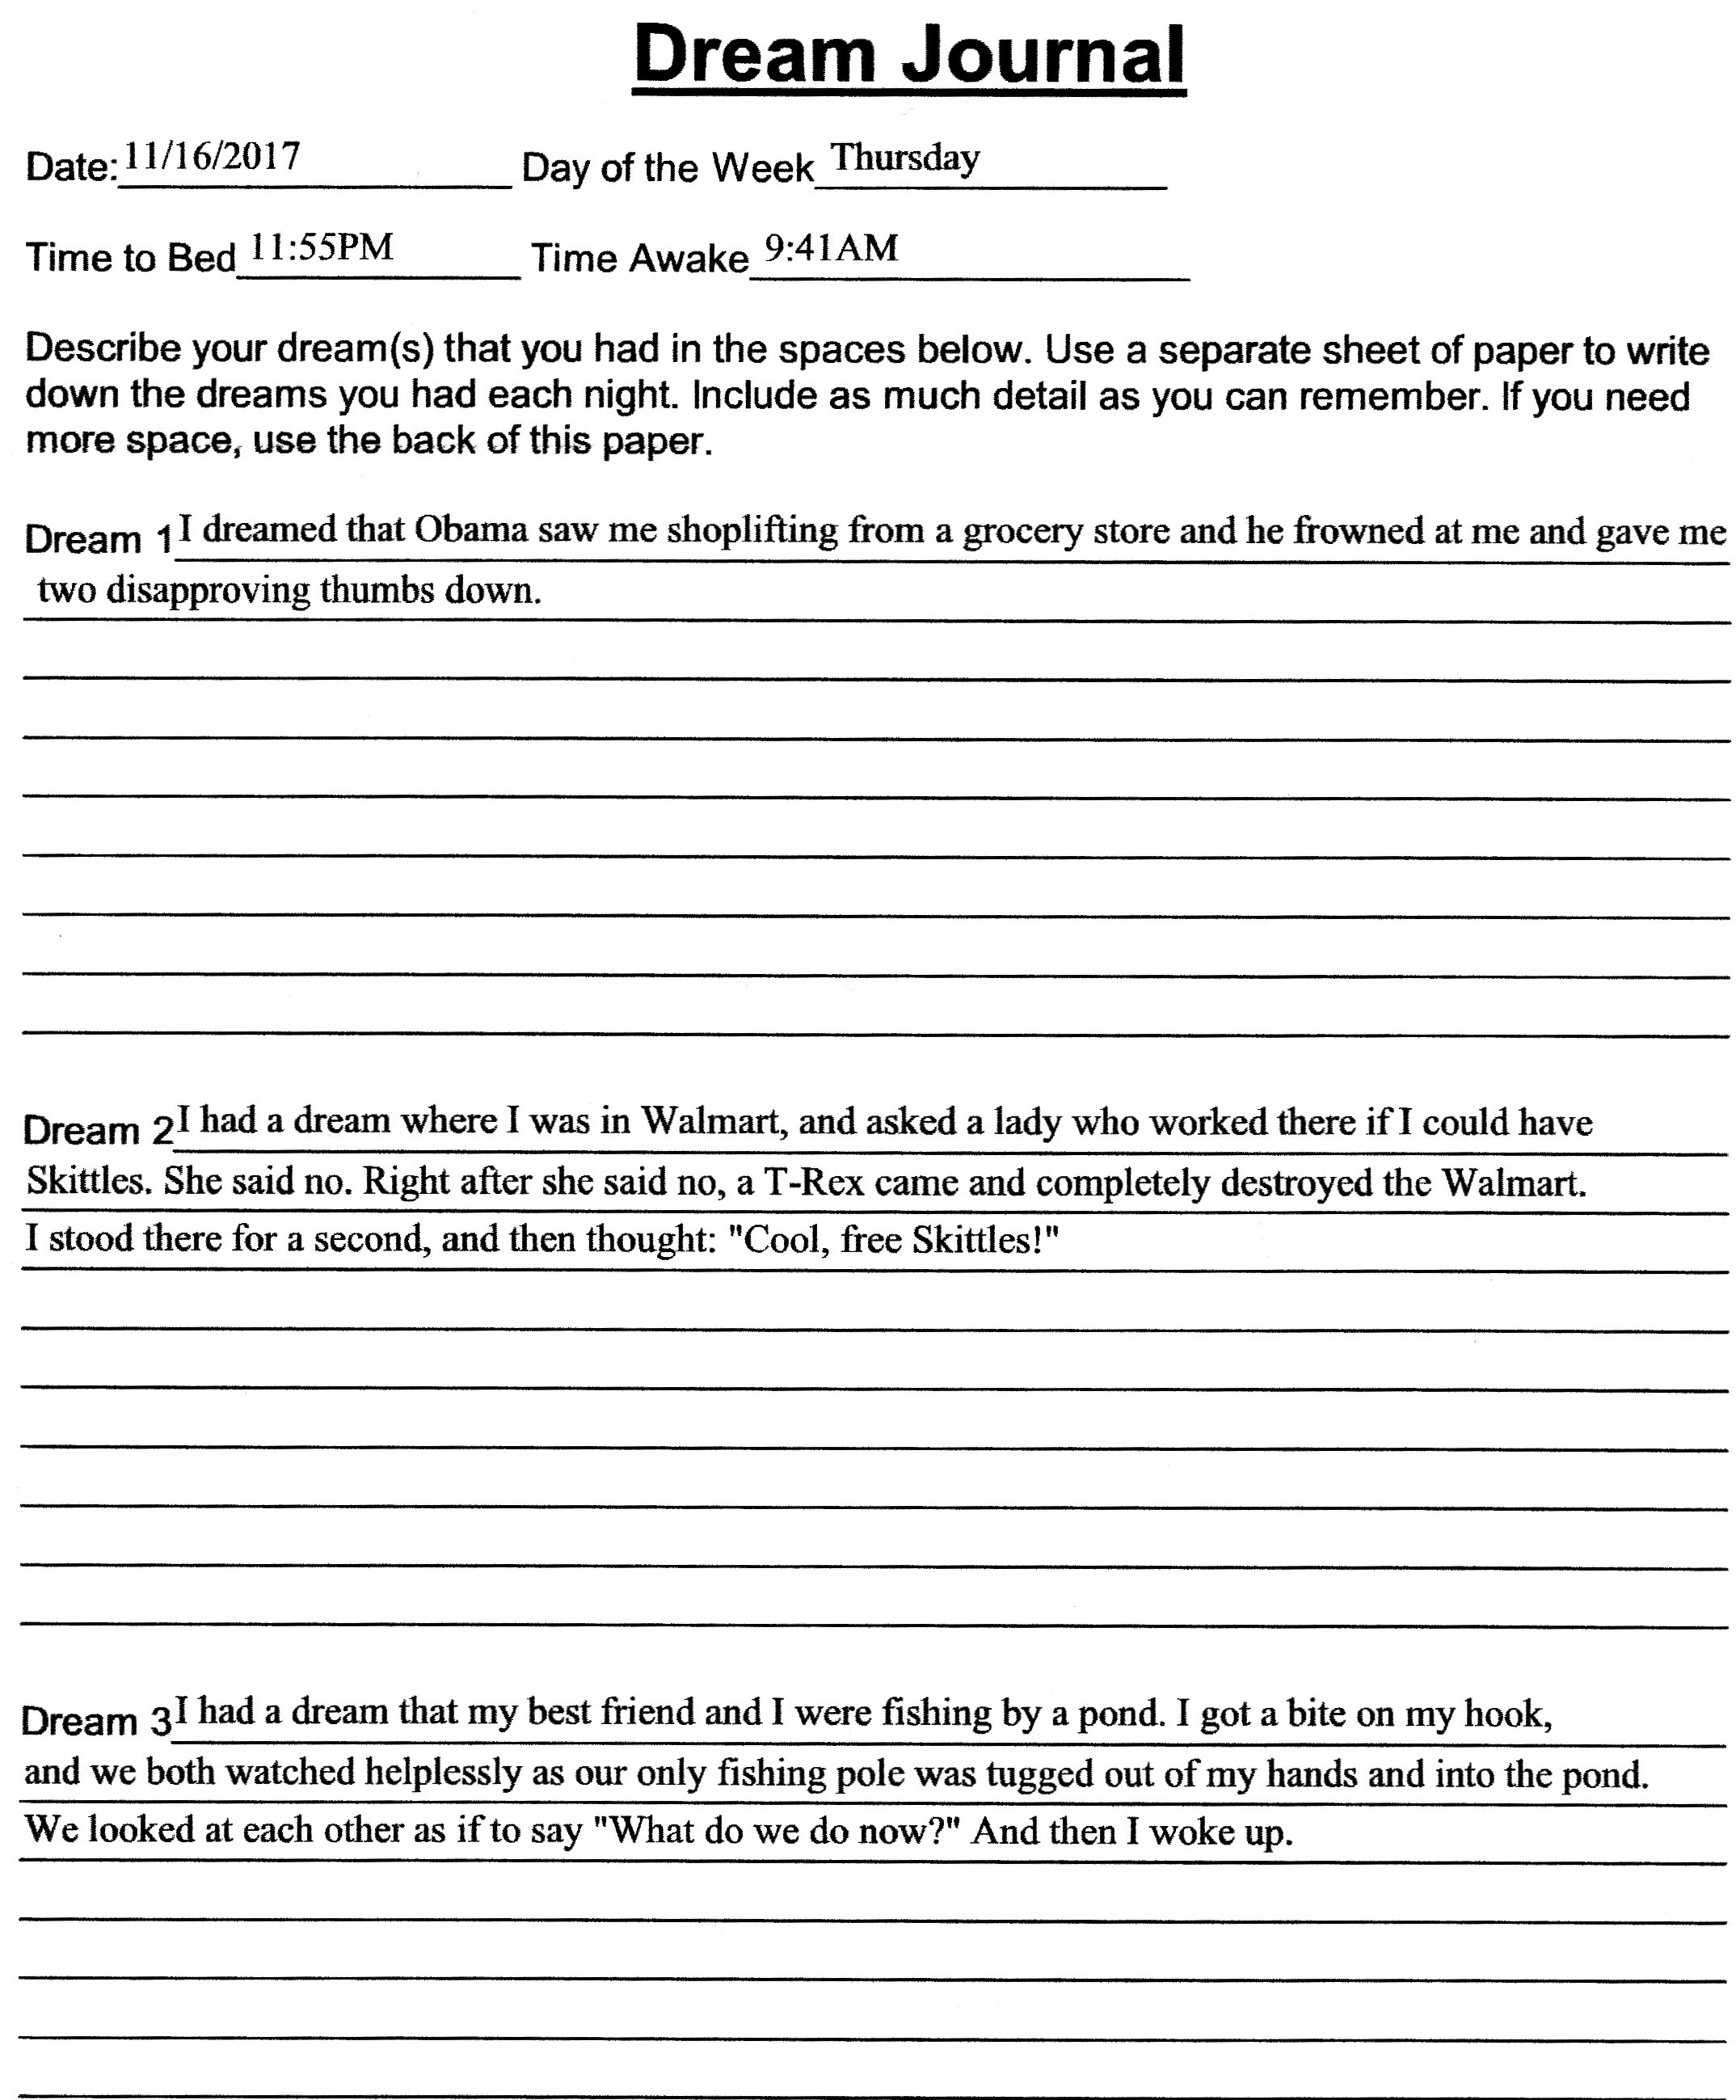 Dream Journal
Date: 11/16/2017 Day of the Week Thursday
Time to Bed 11:55PM Time Awake 9:41AM
Describe your dream(s) that you had in the spaces below. Use a separate sheet of paper to write
down the dreams you had each night. Include as much detail as you can remember. If you need
more space, use the back of this paper.
Dream 1 I dreamed that Obama saw me shoplifting from a grocery store and he frowned at me and gave me
two disapproving thumbs down.
Dream 2 I had a dream where I was in Walmart, and asked a lady who worked there if I could have
Skittles. She said no. Right after she said no, a T-Rex came and completely destroyed the Walmart.
I stood there for a second, and then thought: "Cool, free Skittles!"
Dream 3 I had a dream that my best friend and I were fishing by a pond. I got a bite on my hook,
and we both watched helplessly as our only fishing pole was tugged out of my hands and into the pond.
We looked at each other as if to say "What do we do now?" And then I woke up.